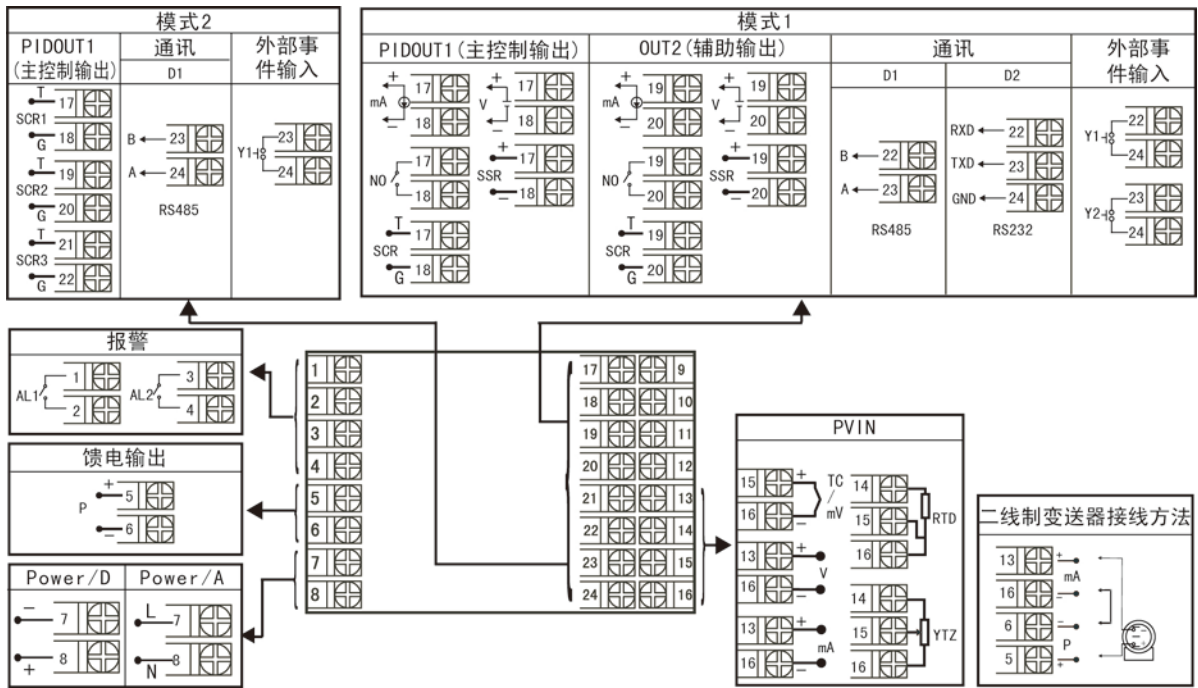 模式2
PIDOUT1
(主控制输出)
通讯
D1
外部事
件输入
T
17
SCR1
18
G
T
19
SCR2
20
G
T
21
SCR3
22
G
B 23
A 24
RS485
23
Y1
24
模式1
PIDOUT1(主控制输出)
OUT2(辅助输出)
通讯
D1
D2
外部事
件输入
+
17
mA
18
−
+
17
V
18
−
17
NO
18
+
17
SSR
18
−
T
17
SCR
18
G
+
19
mA
20
−
+
19
V
20
−
19
NO
20
+
19
SSR
20
−
T
19
SCR
20
G
B 22
A 23
RS485
RXD 22
TXD 23
GND 24
RS232
22
Y1
24
23
Y2
24
报警
1
AL1
2
3
AL2
4
馈电输出
+
5
P
6
−
Power/D
Power/A
−
7
8
+
L
7
8
N
1
2
3
4
5
6
7
8
17 9
18 10
19 11
20 12
21 13
22 14
23 15
24 16
PVIN
15 +
TC
/
mV
16 −
14
15
RTD
16
13 +
V
16 −
14
15
YTZ
16
13 +
mA
16 −
二线制变送器接线方法
13 +
mA
16 −
6 −
P
5 +
− +